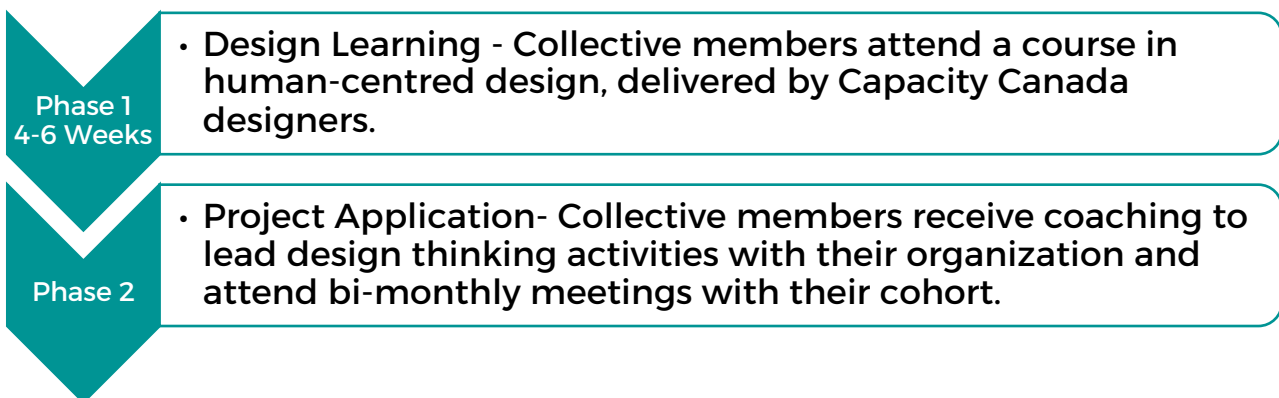 Phase 1
4-6 Weeks
• Design Learning - Collective members attend a course in
human-centred design, delivered by Capacity Canada
designers.
Phase 2
• Project Application- Collective members receive coaching to
lead design thinking activities with their organization and
attend bi-monthly meetings with their cohort.